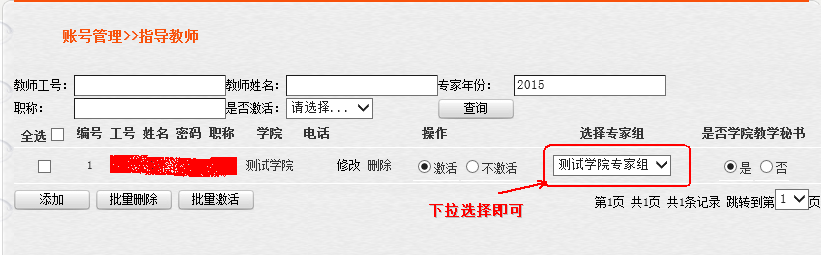 账号管理>>指导教师
教师工号： 教师姓名： 专家年份： 2015
职称： 是否激活： 请选择... 查询
全选 编号 工号 姓名 密码 职称 学院 电话 操作 选择专家组 是否学院教学秘书
1 测试学院 修改 删除 激活 不激活 测试学院专家组 是 否
添加 批量删除 批量激活 第1页 共1页 共1条记录 跳转到第 1 页
下拉选择即可